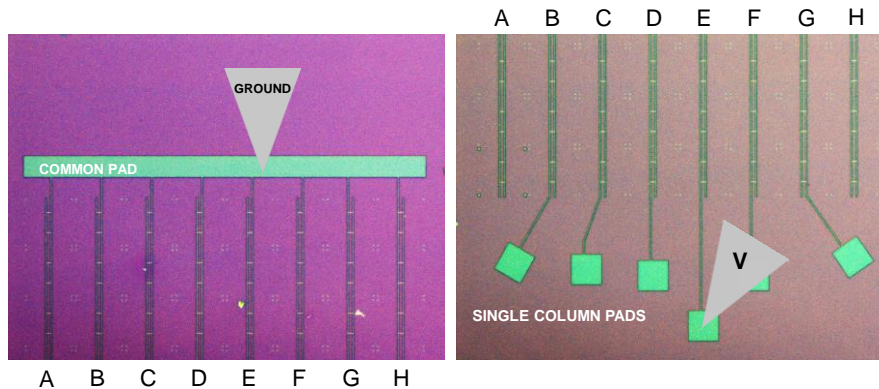 GROUND
COMMON PAD
A B C D E F G H
A B C D E F G H
V
SINGLE COLUMN PADS